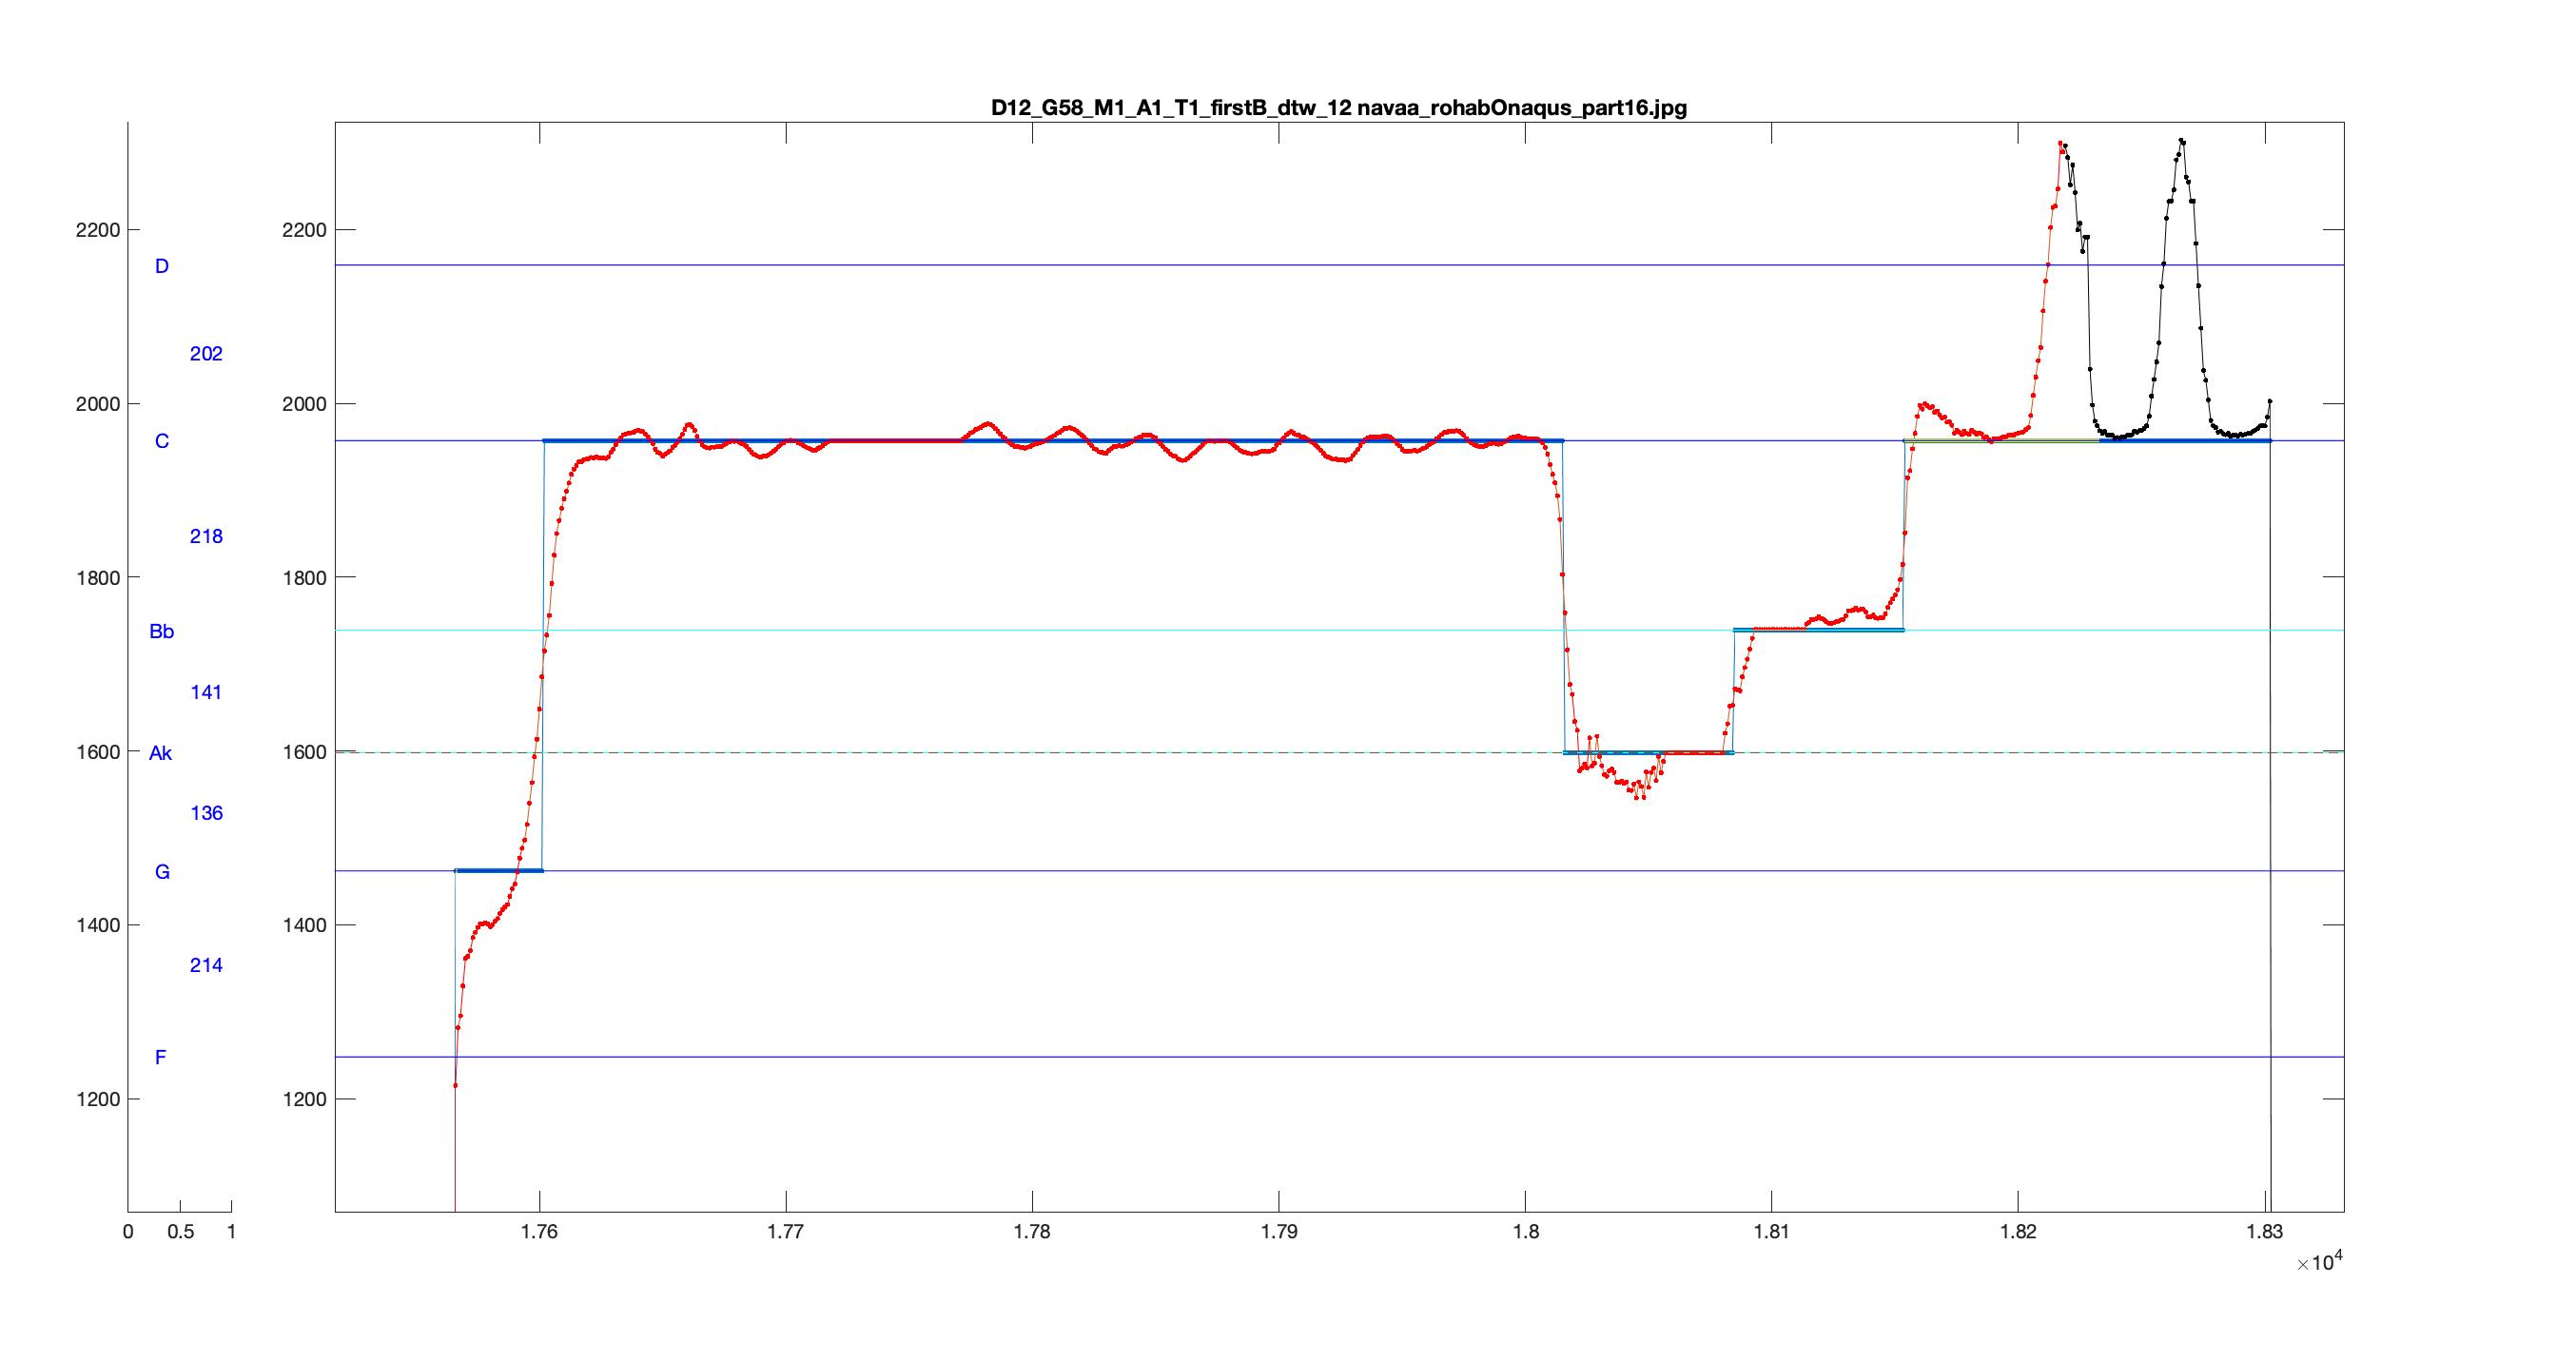 D12_G58_M1_A1_T1_firstB_dtw_12 navaa_rohabOnaqus_part16.jpg
2200 2200
D
202
2000 2000
C
218
1800 1800
Bb
141
1600 Ak 1600
136
G
1400 1400
214
F
1200 1200
0 0.5 1 1.76 1.77 1.78 1.79 1.8 1.81 1.82 1.83
×10⁴